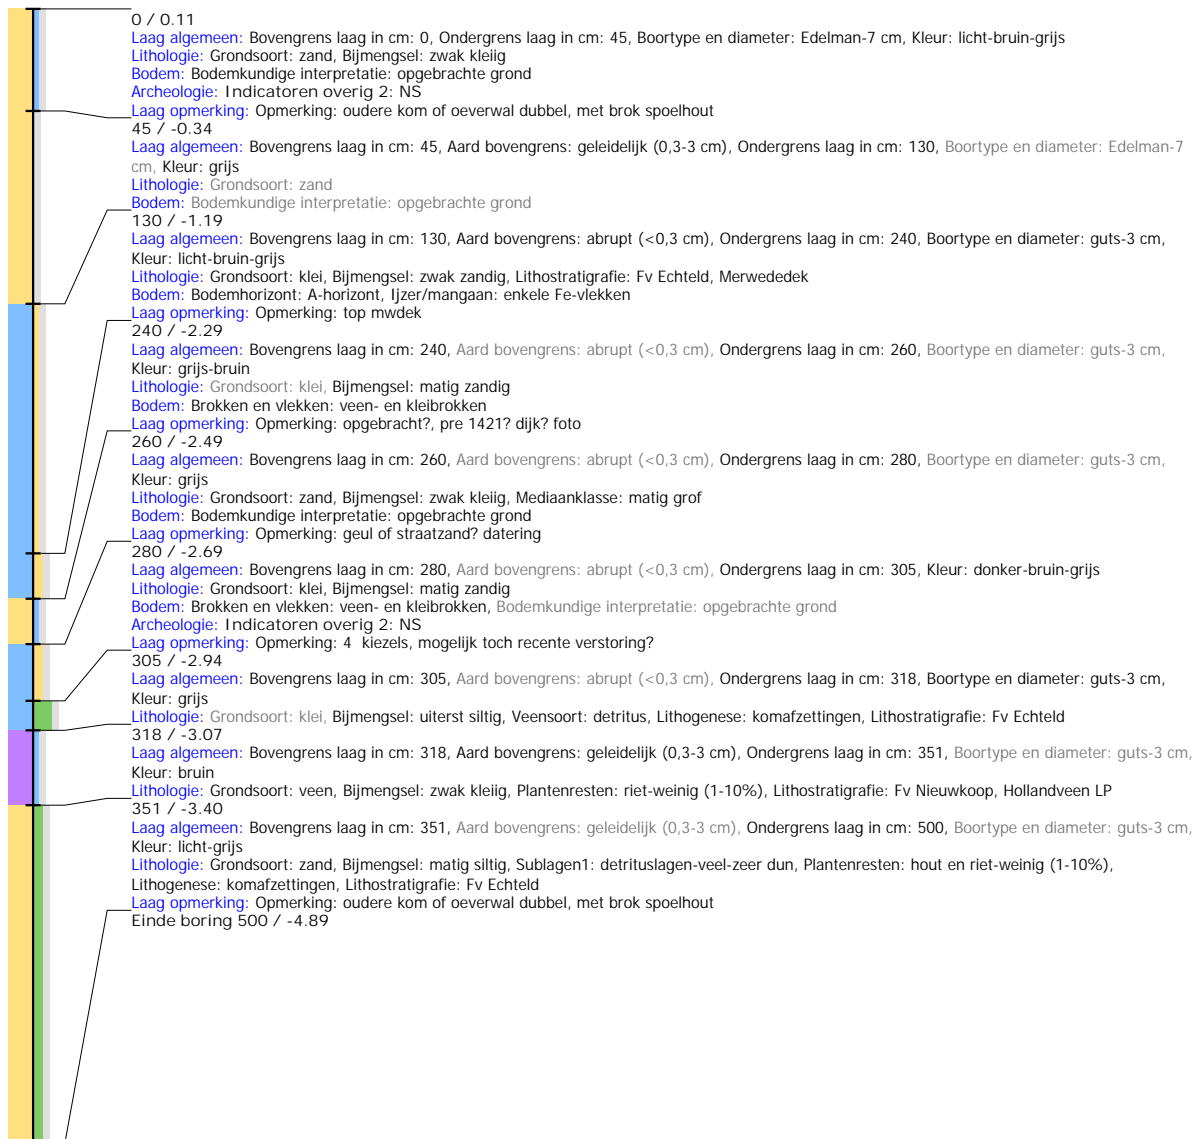 0 / 0.11
Laag algemeen: Bovengrens laag in cm: 0, Ondergrens laag in cm: 45, Boortype en diameter: Edelman-7 cm, Kleur: licht-bruin-grijs
Lithologie: Grondsoort: zand, Bijmengsel: zwak kleiig
Bodem: Bodemkundige interpretatie: opgebrachte grond
Archeologie: Indicatoren overig 2: NS
Laag opmerking: Opmerking: oudere kom of oeverwal dubbel, met brok spoelhout
45 / -0.34
Laag algemeen: Bovengrens laag in cm: 45, Aard bovengrens: geleidelijk (0,3-3 cm), Ondergrens laag in cm: 130, Boortype en diameter: Edelman-7
cm, Kleur: grijs
Lithologie: Grondsoort: zand
Bodem: Bodemkundige interpretatie: opgebrachte grond
130 / -1.19
Laag algemeen: Bovengrens laag in cm: 130, Aard bovengrens: abrupt (<0,3 cm), Ondergrens laag in cm: 240, Boortype en diameter: guts-3 cm,
Kleur: licht-bruin-grijs
Lithologie: Grondsoort: klei, Bijmengsel: zwak zandig, Lithostratigrafie: Fv Echteld, Merwededek
Bodem: Bodemhorizont: A-horizont, Ijzer/mangaan: enkele Fe-vlekken
Laag opmerking: Opmerking: top mwdek
240 / -2.29
Laag algemeen: Bovengrens laag in cm: 240, Aard bovengrens: abrupt (<0,3 cm), Ondergrens laag in cm: 260, Boortype en diameter: guts-3 cm,
Kleur: grijs-bruin
Lithologie: Grondsoort: klei, Bijmengsel: matig zandig
Bodem: Brokken en vlekken: veen- en kleibrokken
Laag opmerking: Opmerking: opgebracht?, pre 1421? dijk? foto
260 / -2.49
Laag algemeen: Bovengrens laag in cm: 260, Aard bovengrens: abrupt (<0,3 cm), Ondergrens laag in cm: 280, Boortype en diameter: guts-3 cm,
Kleur: grijs
Lithologie: Grondsoort: zand, Bijmengsel: zwak kleiig, Mediaanklasse: matig grof
Bodem: Bodemkundige interpretatie: opgebrachte grond
Laag opmerking: Opmerking: geul of straatzand? datering
280 / -2.69
Laag algemeen: Bovengrens laag in cm: 280, Aard bovengrens: abrupt (<0,3 cm), Ondergrens laag in cm: 305, Kleur: donker-bruin-grijs
Lithologie: Grondsoort: klei, Bijmengsel: matig zandig
Bodem: Brokken en vlekken: veen- en kleibrokken, Bodemkundige interpretatie: opgebrachte grond
Archeologie: Indicatoren overig 2: NS
Laag opmerking: Opmerking: 4 kiezels, mogelijk toch recente verstoring?
305 / -2.94
Laag algemeen: Bovengrens laag in cm: 305, Aard bovengrens: abrupt (<0,3 cm), Ondergrens laag in cm: 318, Boortype en diameter: guts-3 cm,
Kleur: grijs
Lithologie: Grondsoort: klei, Bijmengsel: uiterst siltig, Veensoort: detritus, Lithogenese: komafzettingen, Lithostratigrafie: Fv Echteld
318 / -3.07
Laag algemeen: Bovengrens laag in cm: 318, Aard bovengrens: geleidelijk (0,3-3 cm), Ondergrens laag in cm: 351, Boortype en diameter: guts-3 cm,
Kleur: bruin
Lithologie: Grondsoort: veen, Bijmengsel: zwak kleiig, Plantenresten: riet-weinig (1-10%), Lithostratigrafie: Fv Nieuwkoop, Hollandveen LP
351 / -3.40
Laag algemeen: Bovengrens laag in cm: 351, Aard bovengrens: geleidelijk (0,3-3 cm), Ondergrens laag in cm: 500, Boortype en diameter: guts-3 cm,
Kleur: licht-grijs
Lithologie: Grondsoort: zand, Bijmengsel: matig siltig, Sublagen1: detrituslagen-veel-zeer dun, Plantenresten: hout en riet-weinig (1-10%),
Lithogenese: komafzettingen, Lithostratigrafie: Fv Echteld
Laag opmerking: Opmerking: oudere kom of oeverwal dubbel, met brok spoelhout
Einde boring 500 / -4.89